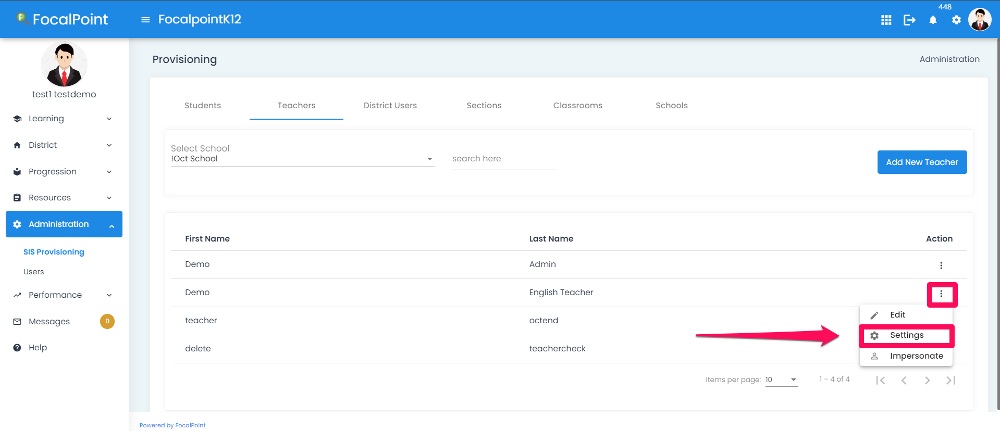 FocalPoint
FocalpointK12
448
test1 testdemo
Learning
District
Progression
Resources
Administration
SIS Provisioning
Users
Performance
Messages
0
Help
Provisioning
Administration
Students
Teachers
District Users
Sections
Classrooms
Schools
Select School
!Oct School
search here
Add New Teacher
First Name
Last Name
Action
Demo
Admin
Demo
English Teacher
teacher
octend
delete
teachercheck
Edit
Settings
Impersonate
Items per page:
10
1 – 4 of 4
Powered by FocalPoint